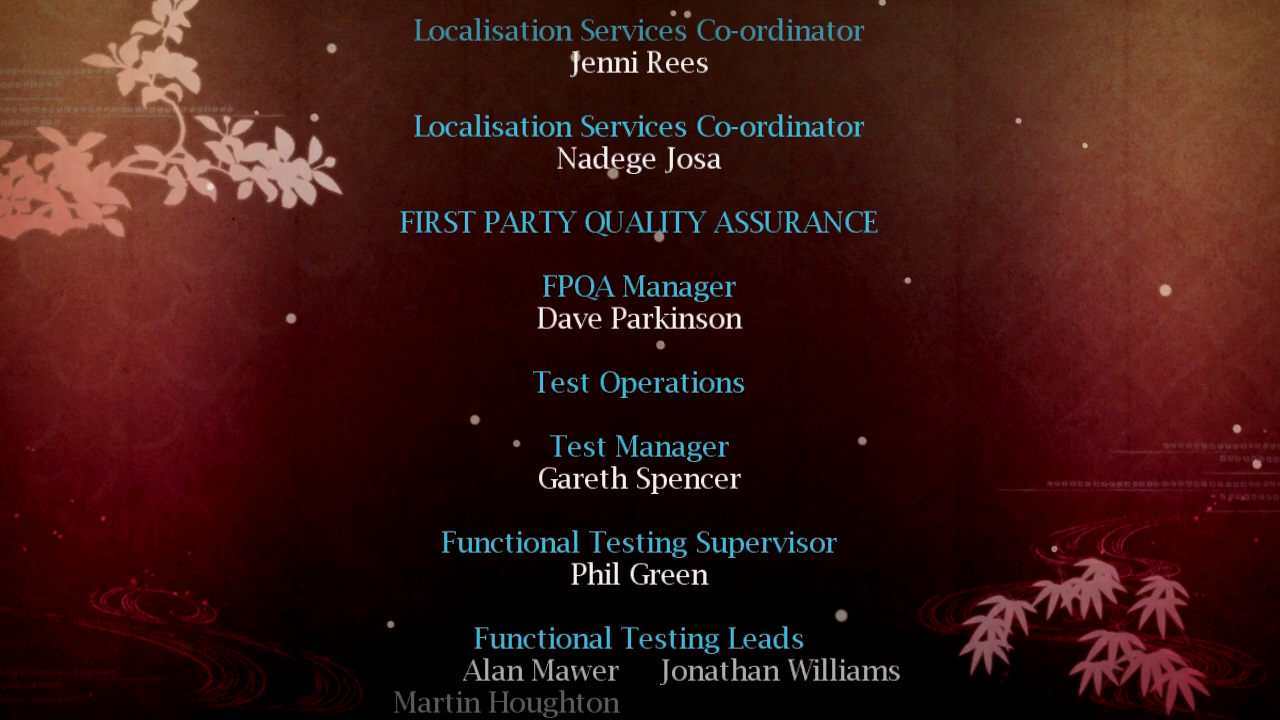 Localisation Services Co-ordinator
Jenni Rees
Localisation Services Co-ordinator
Nadege Josa
FIRST PARTY QUALITY ASSURANCE
FPQA Manager
Dave Parkinson
Test Operations
Test Manager
Gareth Spencer
Functional Testing Supervisor
Phil Green
Functional Testing Leads
Alan Mawer Jonathan Williams
Martin Houghton